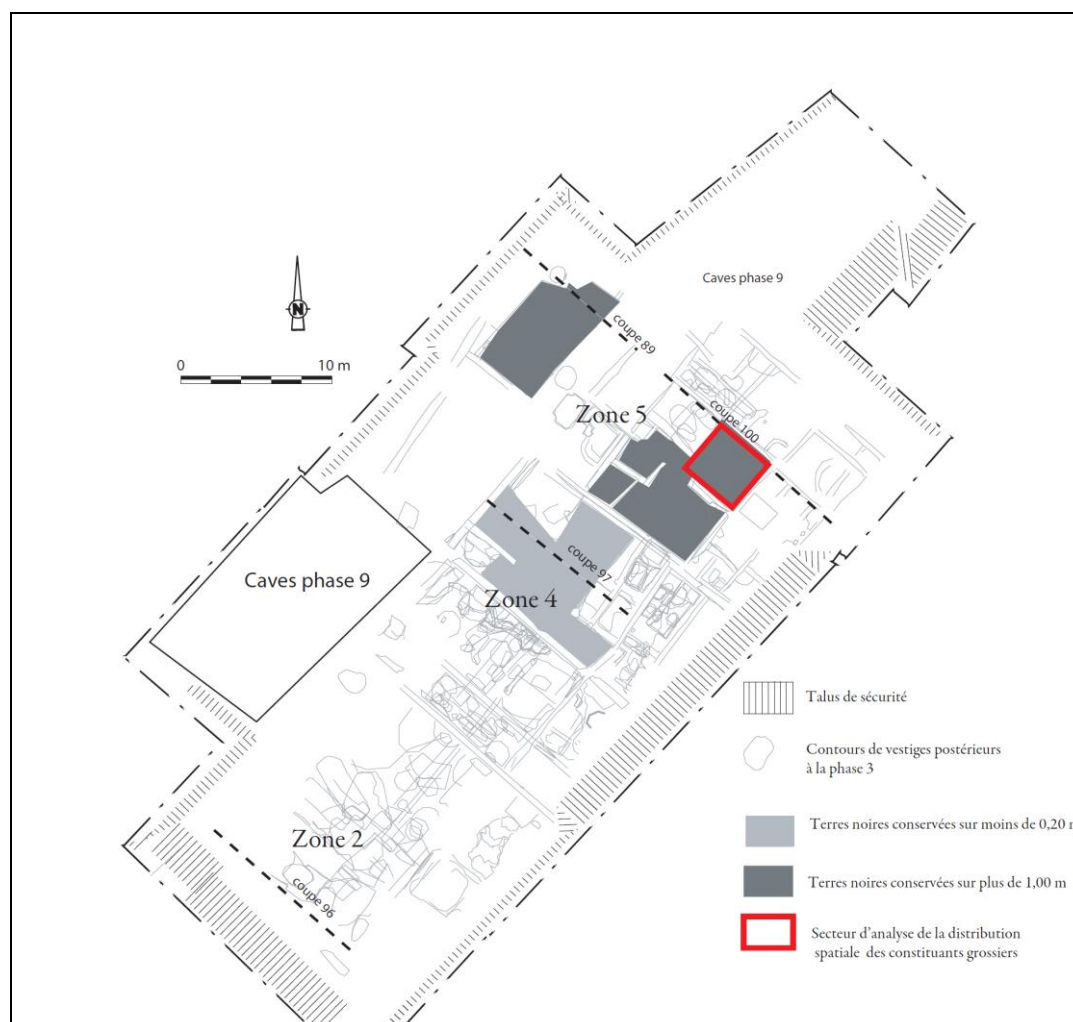 Caves phase 9
N
0 10 m
coupe 89
Zone 5
coupe 100
coupe 97
Caves phase 9
Zone 4
Talus de sécurité
Contours de vestiges postérieurs
à la phase 3
Zone 2
Terres noires conservées sur moins de 0,20 m
Terres noires conservées sur plus de 1,00 m
coupe 96
Secteur d'analyse de la distribution
spatiale des constituants grossiers